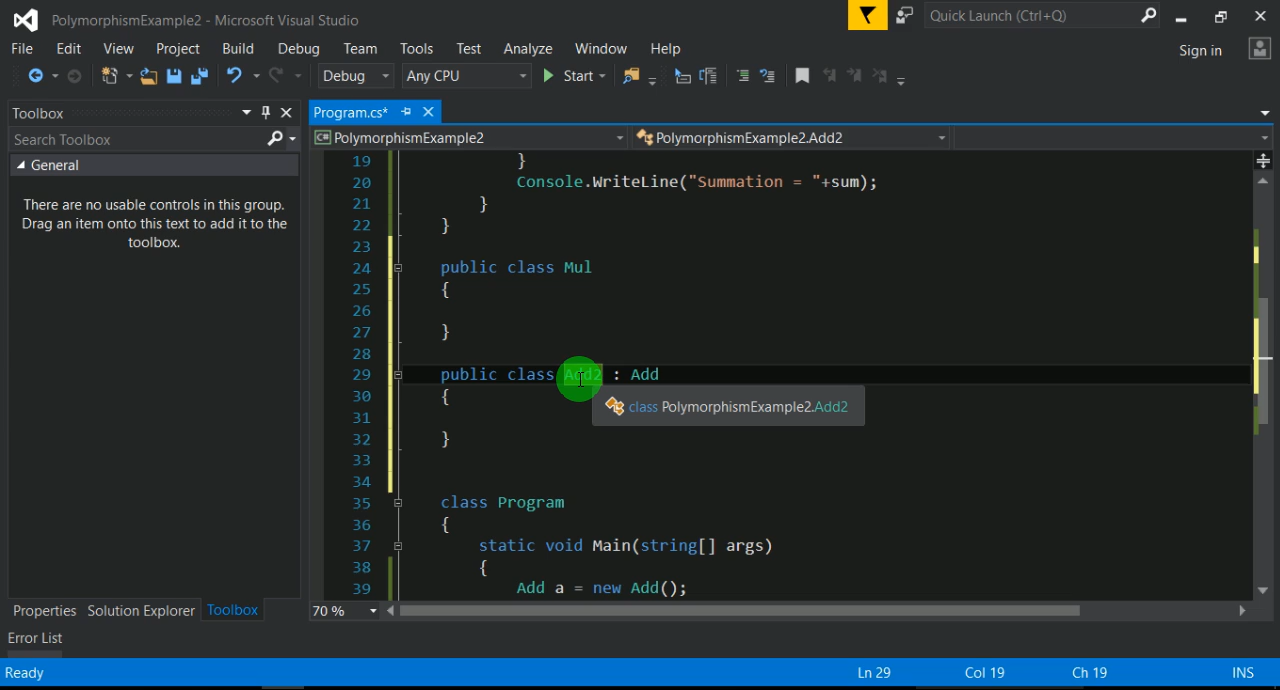 PolymorphismExample2 - Microsoft Visual Studio
Quick Launch (Ctrl+Q)
File Edit View Project Build Debug Team Tools Test Analyze Window Help
Sign in
Debug Any CPU Start
Toolbox
Program.cs*
Search Toolbox
C# PolymorphismExample2 PolymorphismExample2.Add2
General
There are no usable controls in this group.
Drag an item onto this text to add it to the
toolbox.
19 }
20 Console.WriteLine("Summation = "+sum);
21 }
22 }
23
24 public class Mul
25 {
26
27 }
28
29 public class Add2 : Add
30 {
class PolymorphismExample2.Add2
31
32 }
33
34
35 class Program
36 {
37 static void Main(string[] args)
38 {
39 Add a = new Add();
Properties Solution Explorer Toolbox
70 %
Error List
Ready Ln 29 Col 19 Ch 19 INS